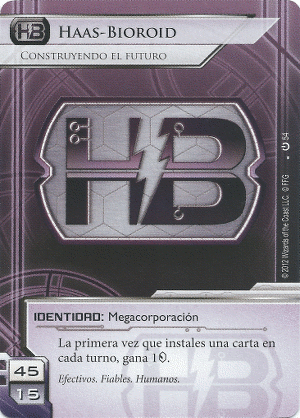 HB
HAAS-BIOROID
CONSTRUYENDO EL FUTURO
HB
54
© 2012 Wizards of the Coast LLC. © FFG
IDENTIDAD: Megacorporación
La primera vez que instales una carta en
cada turno, gana 1
Efectivos. Fiables. Humanos.
45
15